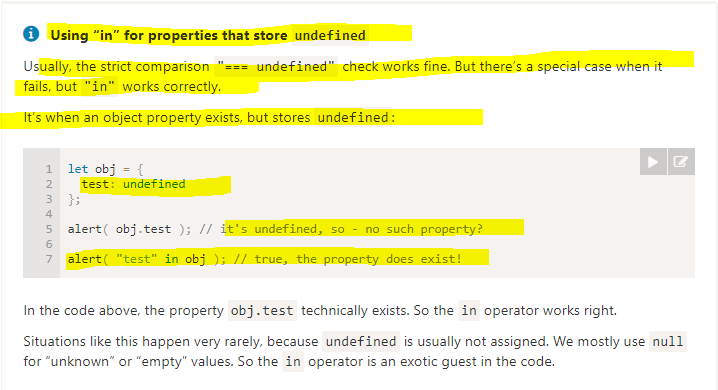 Using “in” for properties that store undefined
Usually, the strict comparison "=== undefined" check works fine. But there’s a special case when it
fails, but "in" works correctly.
It’s when an object property exists, but stores undefined:
1 let obj = {
2   test: undefined
3 };
4
5 alert( obj.test ); // it's undefined, so - no such property?
6
7 alert( "test" in obj ); // true, the property does exist!
In the code above, the property obj.test technically exists. So the in operator works right.
Situations like this happen very rarely, because undefined is usually not assigned. We mostly use null
for “unknown” or “empty” values. So the in operator is an exotic guest in the code.